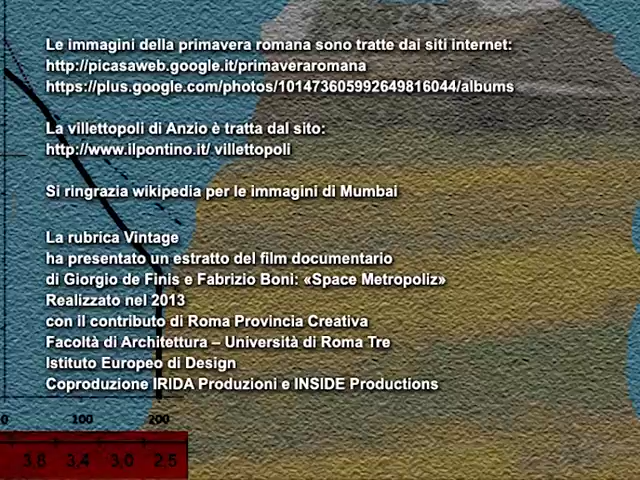 Le immagini della primavera romana sono tratte dai siti internet:
http://picasaweb.google.it/primaveraromana
https://plus.google.com/photos/101473605992649816044/albums
La villettopoli di Anzio è tratta dal sito:
http://www.ilpontino.it/ villettopoli
Si ringrazia wikipedia per le immagini di Mumbai
La rubrica Vintage
ha presentato un estratto del film documentario
di Giorgio de Finis e Fabrizio Boni: «Space Metropoliz»
Realizzato nel 2013
con il contributo di Roma Provincia Creativa
Facoltà di Architettura – Università di Roma Tre
Istituto Europeo di Design
Coproduzione IRIDA Produzioni e INSIDE Productions
0 100 200
3,8 3,4 3,0 2,5